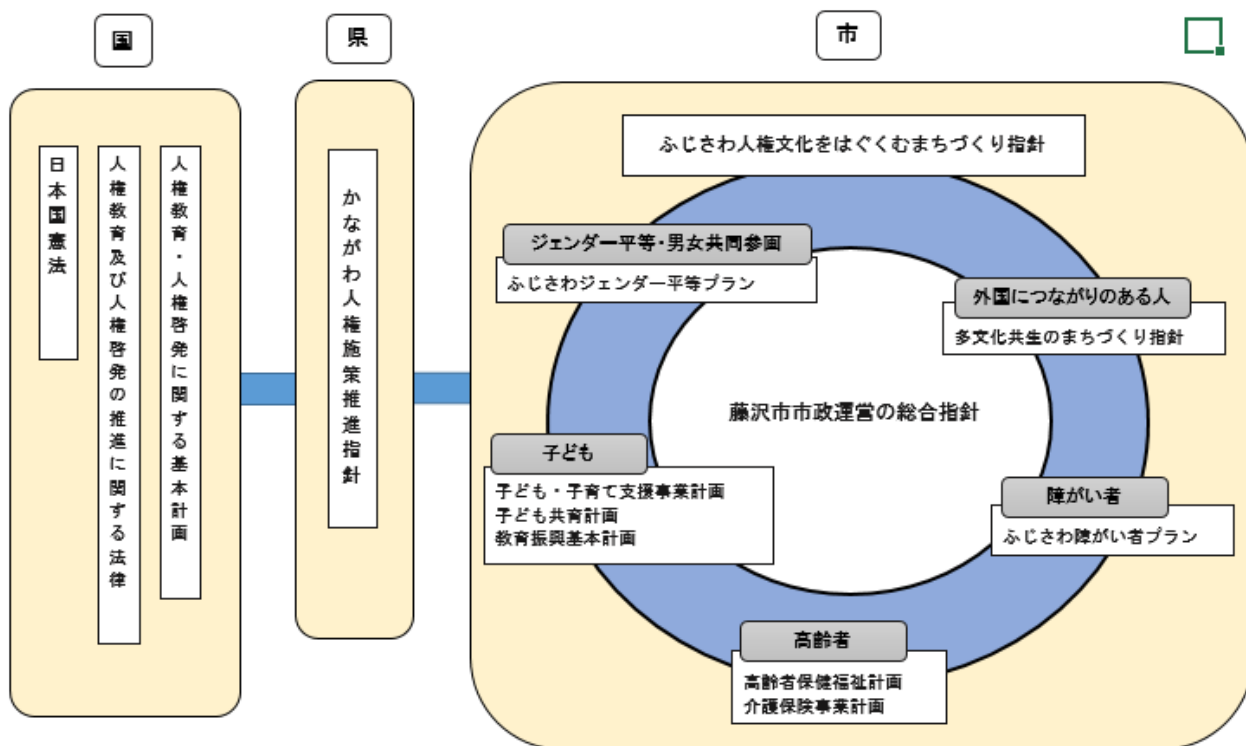 国
日本国憲法
人権教育及び人権啓発の推進に関する法律
人権教育・人権啓発に関する基本計画
県
かながわ人権施策推進指針
市
ふじさわ人権文化をはぐくむまちづくり指針
ジェンダー平等・男女共同参画
ふじさわジェンダー平等プラン
外国につながりのある人
多文化共生のまちづくり指針
藤沢市市政運営の総合指針
子ども
子ども・子育て支援事業計画
子ども共育計画
教育振興基本計画
障がい者
ふじさわ障がい者プラン
高齢者
高齢者保健福祉計画
介護保険事業計画